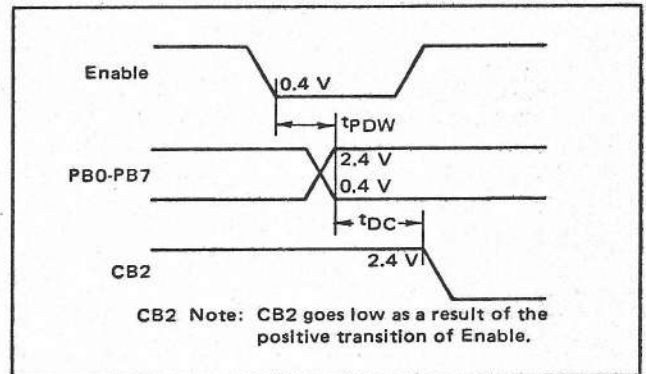 Enable
0.4 V
tPDW
PB0-PB7
2.4 V
0.4 V
tDC
CB2
2.4 V
CB2 Note: CB2 goes low as a result of the
positive transition of Enable.